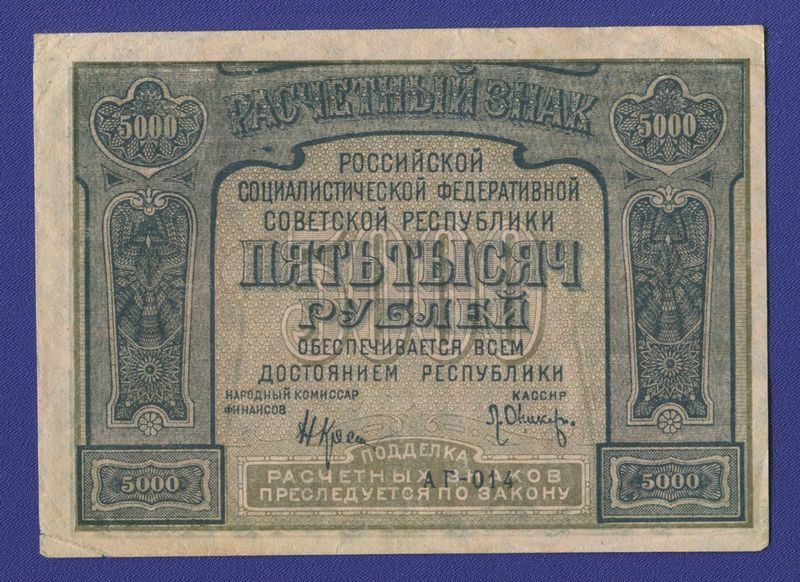 РАСЧЕТНЫЙ ЗНАК
5000 5000
РОССИЙСКОЙ
СОЦИАЛИСТИЧЕСКОЙ ФЕДЕРАТИВНОЙ
СОВЕТСКОЙ РЕСПУБЛИКИ
5000
ПЯТЬ ТЫСЯЧ
РУБЛЕЙ
ОБЕСПЕЧИВАЕТСЯ ВСЕМ
ДОСТОЯНИЕМ РЕСПУБЛИКИ
НАРОДНЫЙ КОМИССАР
ФИНАНСОВ
КАССИР
ПОДДЕЛКА
РАСЧЕТНЫХ ЗНАКОВ
ПРЕСЛЕДУЕТСЯ ПО ЗАКОНУ
АГ-014
5000 5000